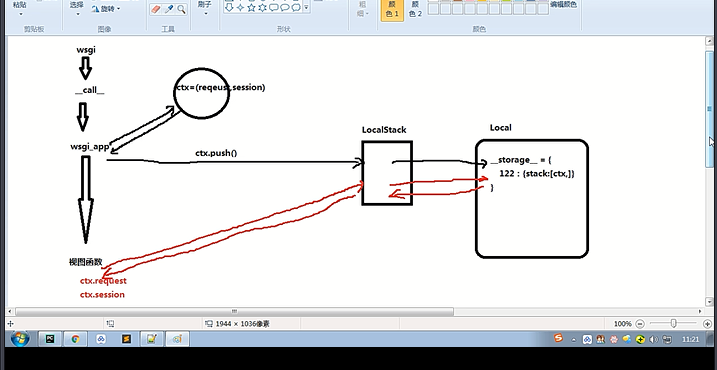 粘贴
选择
旋转
刷子
粗细
颜色 1
颜色 2
编辑颜色
剪贴板
图像
工具
形状
颜色
wsgi
__call__
ctx=(reqeust,session)
wsgi_app
ctx.push()
LocalStack
Local
__storage__ = {
122 : {stack:[ctx,]}
}
视图函数
ctx.request
ctx.session
1944 × 1036像素
100%
11:21